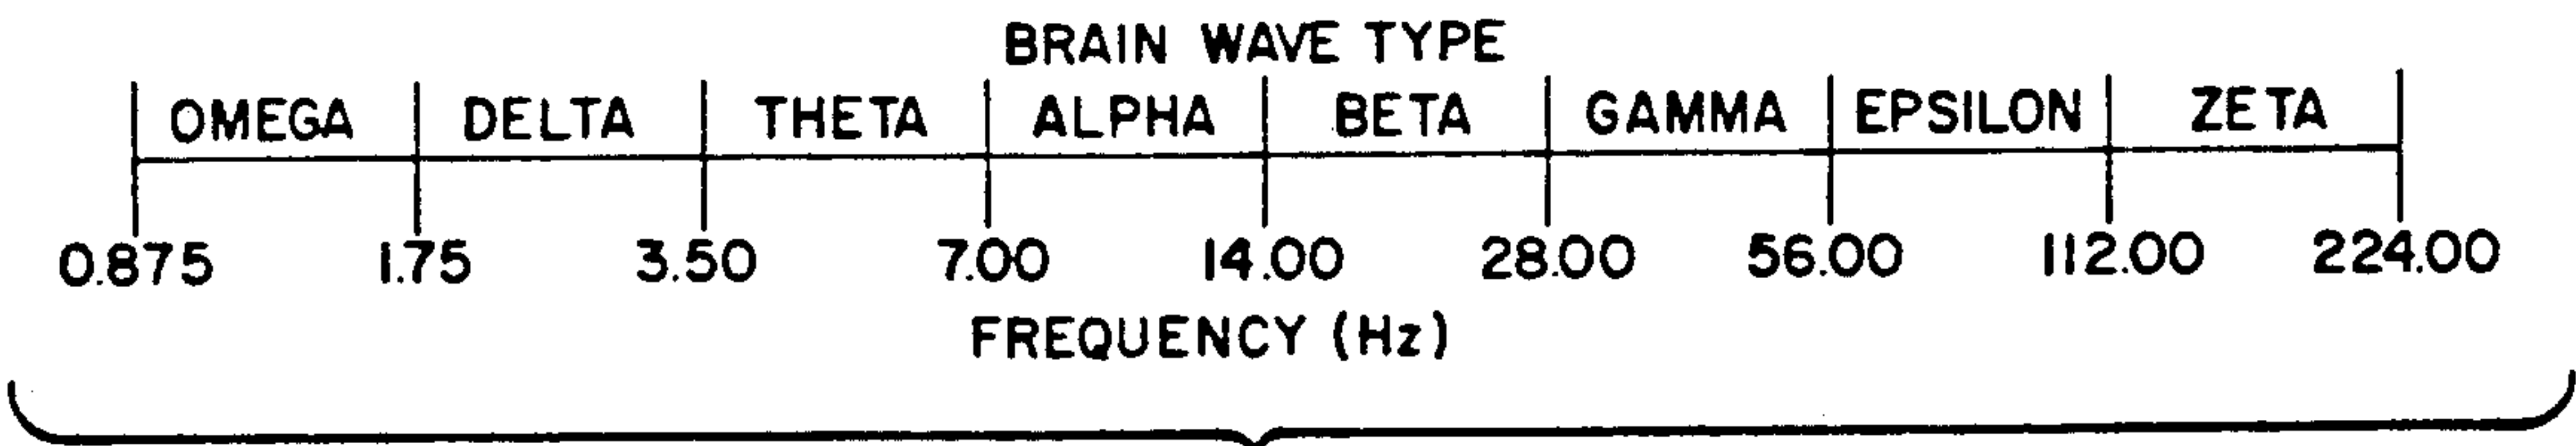 BRAIN WAVE TYPE
OMEGA DELTA THETA ALPHA BETA GAMMA EPSILON ZETA
0.875 1.75 3.50 7.00 14.00 28.00 56.00 112.00 224.00
FREQUENCY (Hz)